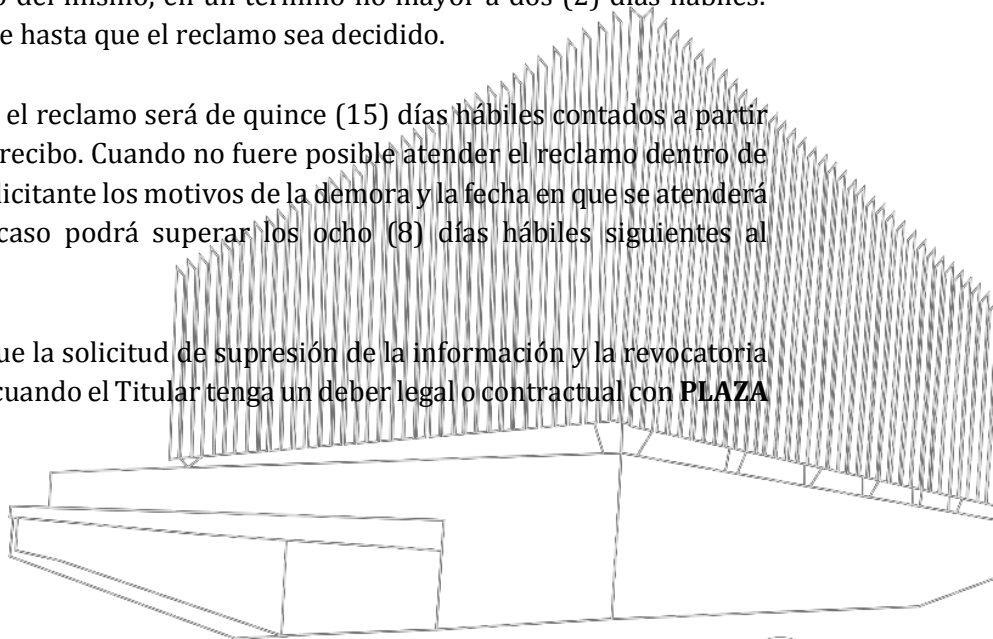 o del mismo, en un término no mayor a dos (2) días hábiles.
e hasta que el reclamo sea decidido.
el reclamo será de quince (15) días hábiles contados a partir
recibo. Cuando no fuere posible atender el reclamo dentro de
licitante los motivos de la demora y la fecha en que se atenderá
caso podrá superar los ocho (8) días hábiles siguientes al
ue la solicitud de supresión de la información y la revocatoria
cuando el Titular tenga un deber legal o contractual con PLAZA